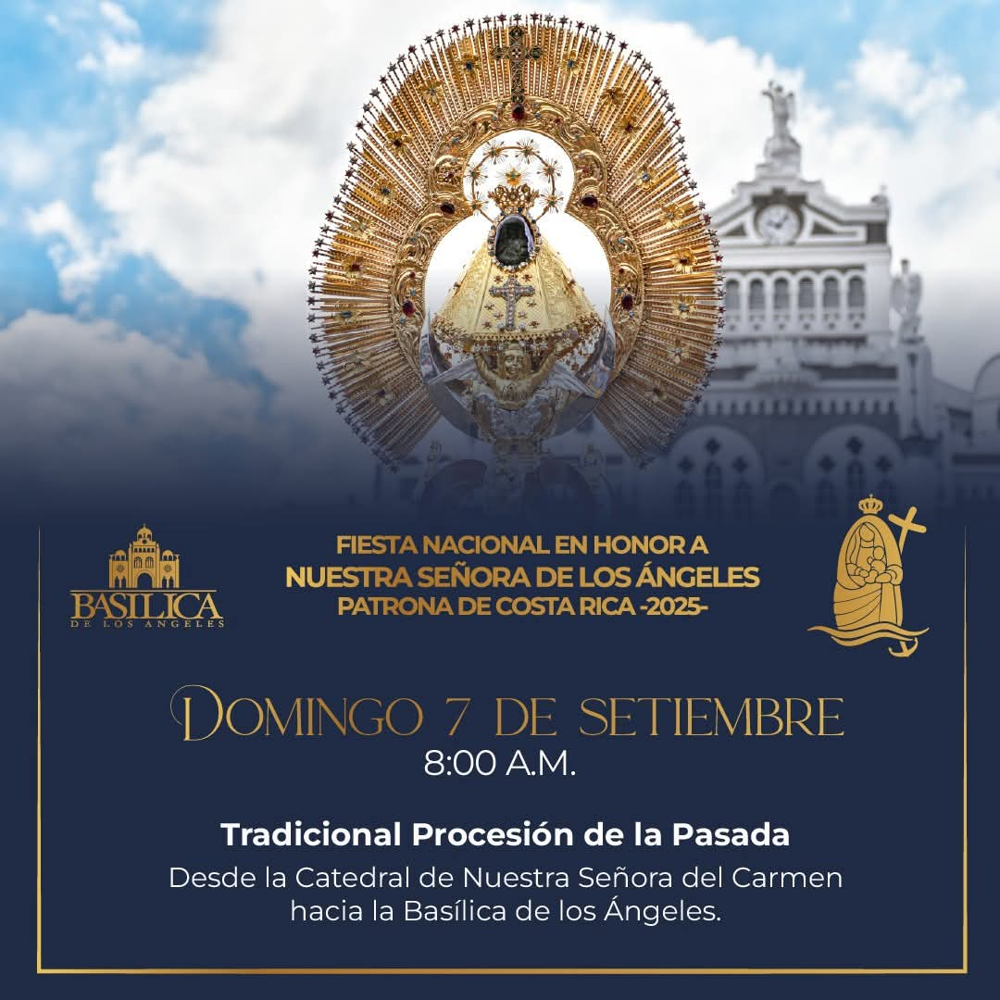 FIESTA NACIONAL EN HONOR A
NUESTRA SEÑORA DE LOS ÁNGELES
PATRONA DE COSTA RICA -2025-
BASILICA
DE LOS ANGELES
DOMINGO 7 DE SETIEMBRE
8:00 A.M.
Tradicional Procesión de la Pasada
Desde la Catedral de Nuestra Señora del Carmen
hacia la Basílica de los Ángeles.